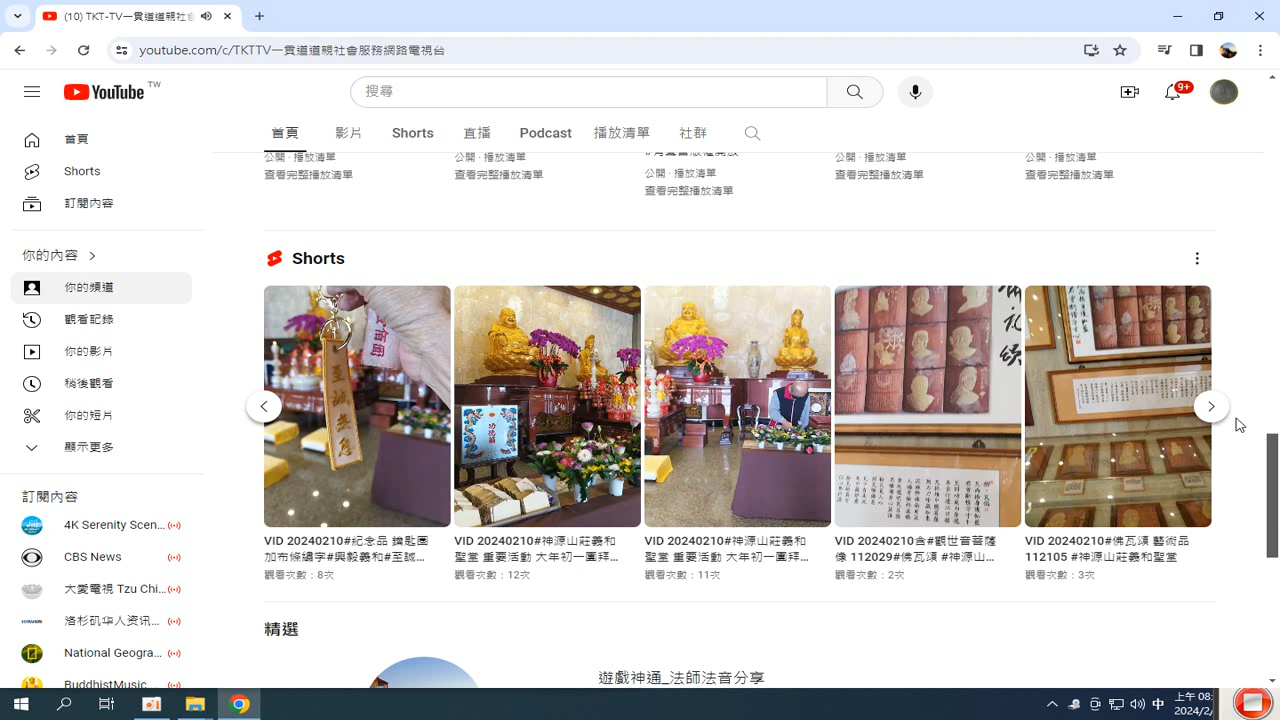 (10) TKT-TV一貫道道親社會
youtube.com/c/TKTTV一貫道道親社會服務網路電視台
YouTube TW
搜尋
9+
首頁
影片
Shorts
直播
Podcast
播放清單
社群
首頁
Shorts
訂閱內容
你的內容
你的頻道
觀看記錄
你的影片
稍後觀看
你的短片
顯示更多
訂閱內容
4K Serenity Scen...
CBS News
大愛電視 Tzu Chi...
洛杉矶华人资讯...
National Geogra...
BuddhistMusic
公開 · 播放清單
查看完整播放清單
公開 · 播放清單
查看完整播放清單
公開 · 播放清單
查看完整播放清單
公開 · 播放清單
查看完整播放清單
公開 · 播放清單
查看完整播放清單
Shorts
至誠無息
功德箱
VID 20240210#紀念品 鑰匙圈
加布條繡字#興毅義和#至誠...
觀看次數：8次
VID 20240210#神源山莊義和
聖堂 重要活動 大年初一團拜...
觀看次數：12次
VID 20240210#神源山莊義和
聖堂 重要活動 大年初一團拜...
觀看次數：11次
VID 20240210含#觀世音菩薩
像 112029#佛瓦頌 #神源山...
觀看次數：2次
VID 20240210#佛瓦頌 藝術品
112105 #神源山莊義和聖堂
觀看次數：3次
精選
遊戲神通_法師法音分享
中
上午 08:
2024/2/